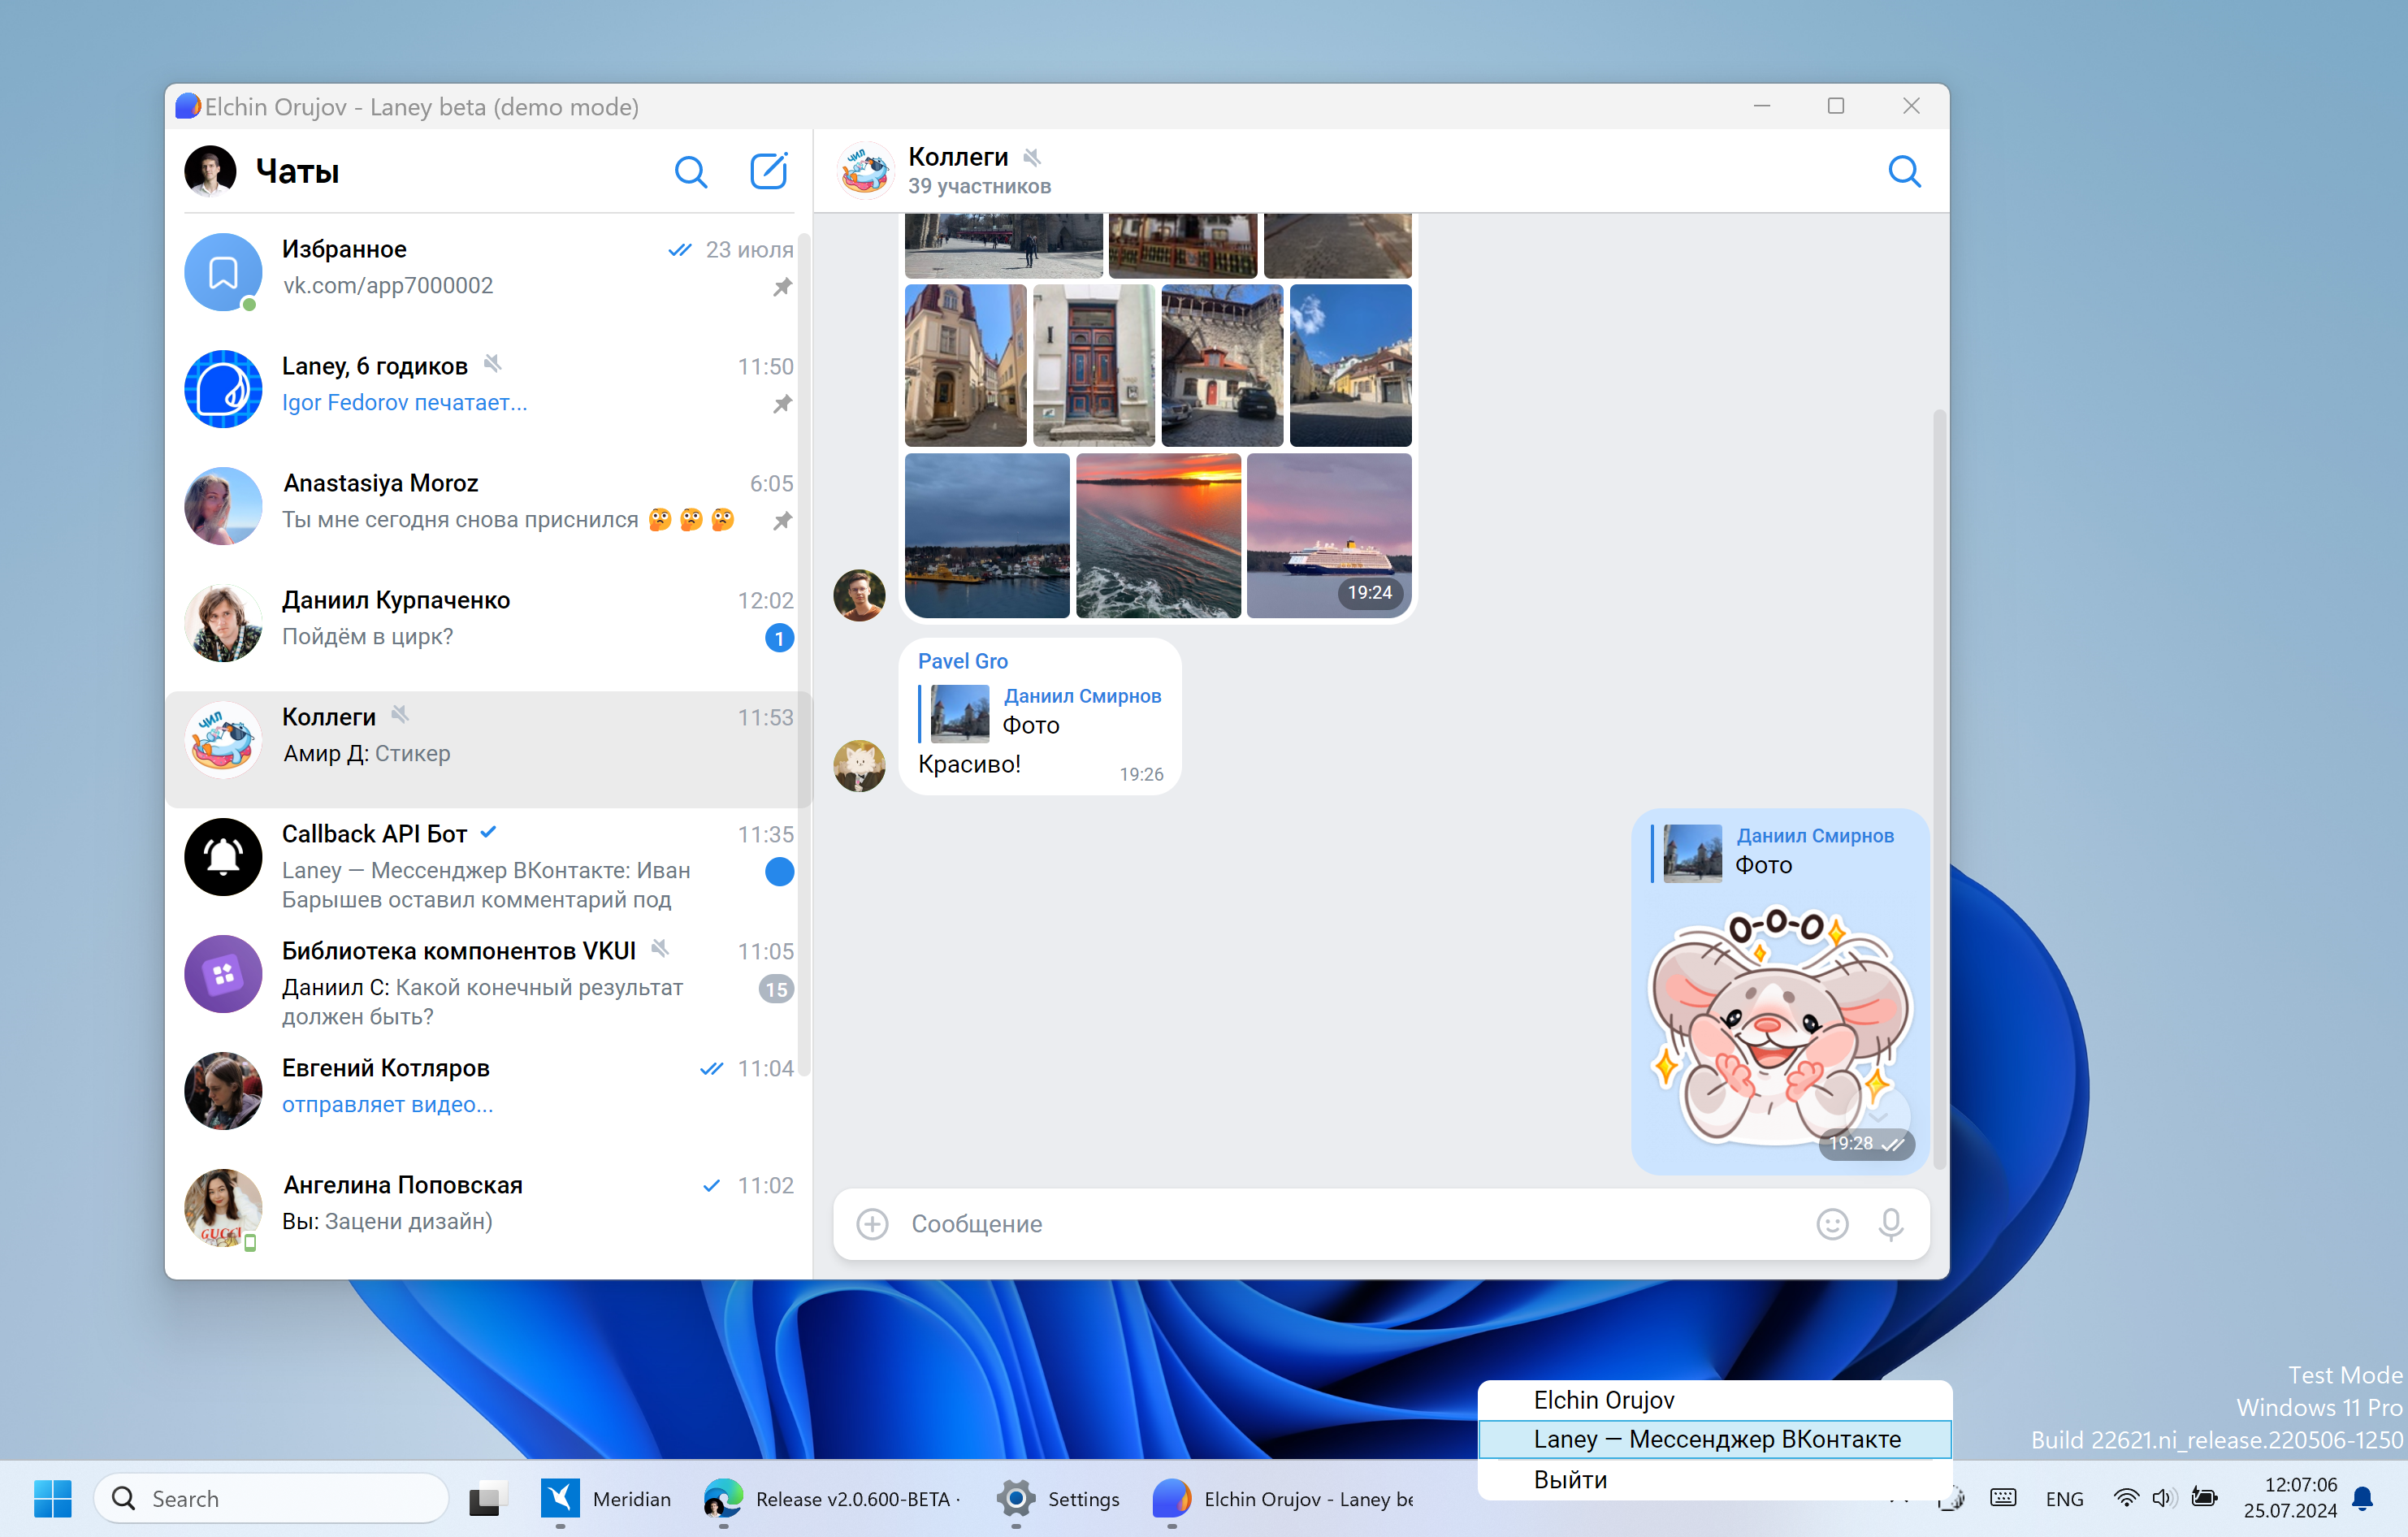 Elchin Orujov - Laney beta (demo mode)
Чаты
Избранное
23 июля
vk.com/app7000002
Laney, 6 годиков
11:50
Igor Fedorov печатает...
Anastasiya Moroz
6:05
Ты мне сегодня снова приснился 🤔 🤔 🤔
Даниил Курпаченко
12:02
Пойдём в цирк?
1
чил
Коллеги
11:53
Амир Д: Стикер
Callback API Бот
11:35
Laney — Мессенджер ВКонтакте: Иван
Барышев оставил комментарий под
Библиотека компонентов VKUI
11:05
Даниил С: Какой конечный результат
должен быть?
15
Евгений Котляров
11:04
отправляет видео...
Ангелина Поповская
11:02
Вы: Зацени дизайн)
GUCCI
чил
Коллеги
39 участников
19:24
Pavel Gro
Даниил Смирнов
Фото
Красиво!
19:26
Даниил Смирнов
Фото
О-О-О
19:28
Сообщение
Test Mode
Windows 11 Pro
Build 22621.ni_release.220506-1250
Elchin Orujov
Laney — Мессенджер ВКонтакте
Выйти
Search
Meridian
Release v2.0.600-BETA ·
Settings
Elchin Orujov - Laney be
ENG
12:07:06
25.07.2024